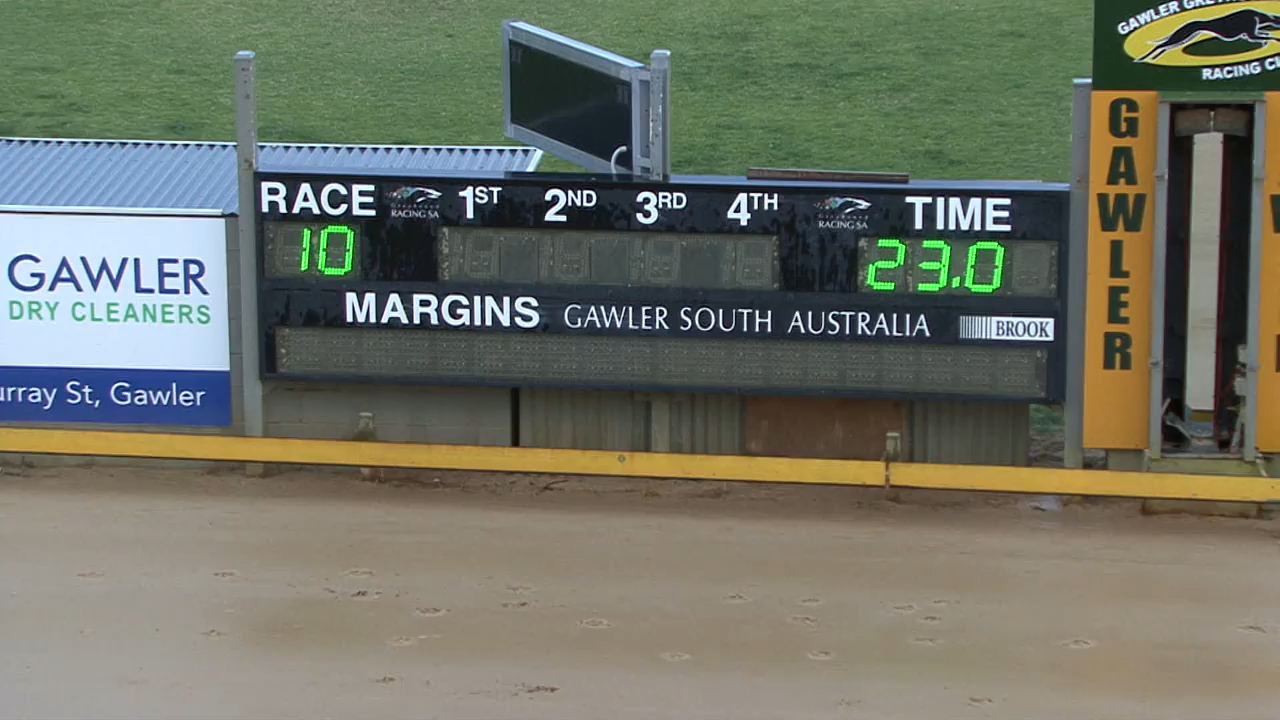 GAWLER
RACING
GAWLER
RACE
RACING SA
1ST 2ND 3RD 4TH
RACING SA
TIME
10
23.0
MARGINS GAWLER SOUTH AUSTRALIA BROOK
GAWLER
DRY CLEANERS
urray St, Gawler